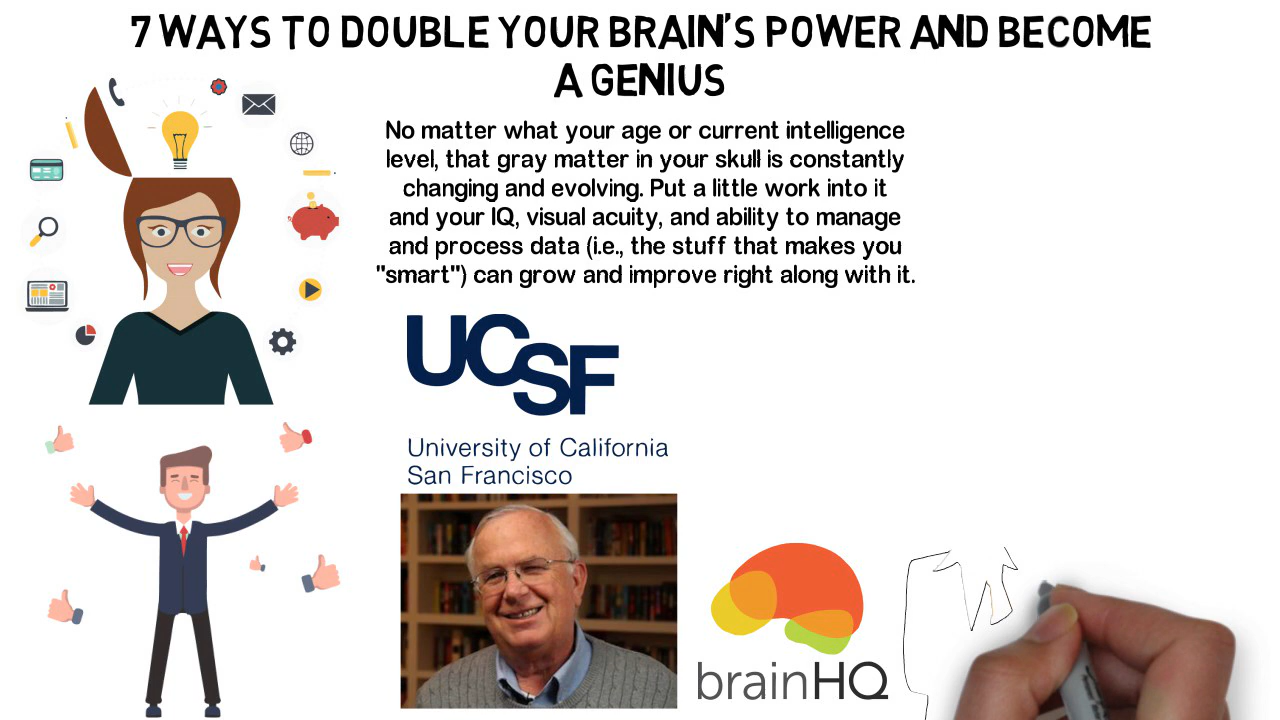 7 WAYS TO DOUBLE YOUR BRAIN'S POWER AND BECOME
A GENIUS
No matter what your age or current intelligence
level, that gray matter in your skull is constantly
changing and evolving. Put a little work into it
and your IQ, visual acuity, and ability to manage
and process data (i.e., the stuff that makes you
"smart") can grow and improve right along with it.
UCSF
University of California
San Francisco
brainHQ